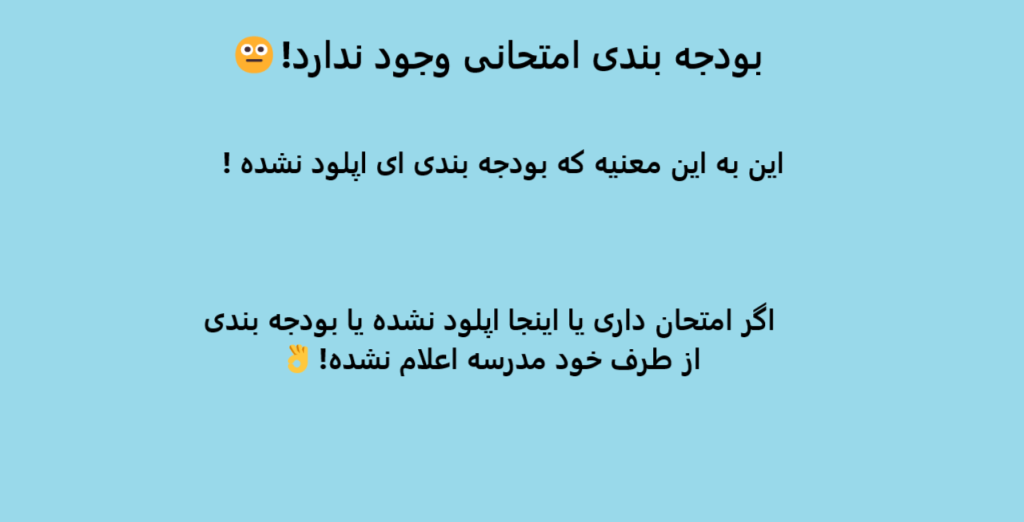 بودجه بندی امتحانی وجود ندارد!😳
این به این معنیه که بودجه بندی ای اپلود نشده !
اگر امتحان داری یا اینجا اپلود نشده یا بودجه بندی
از طرف خود مدرسه اعلام نشده!👌